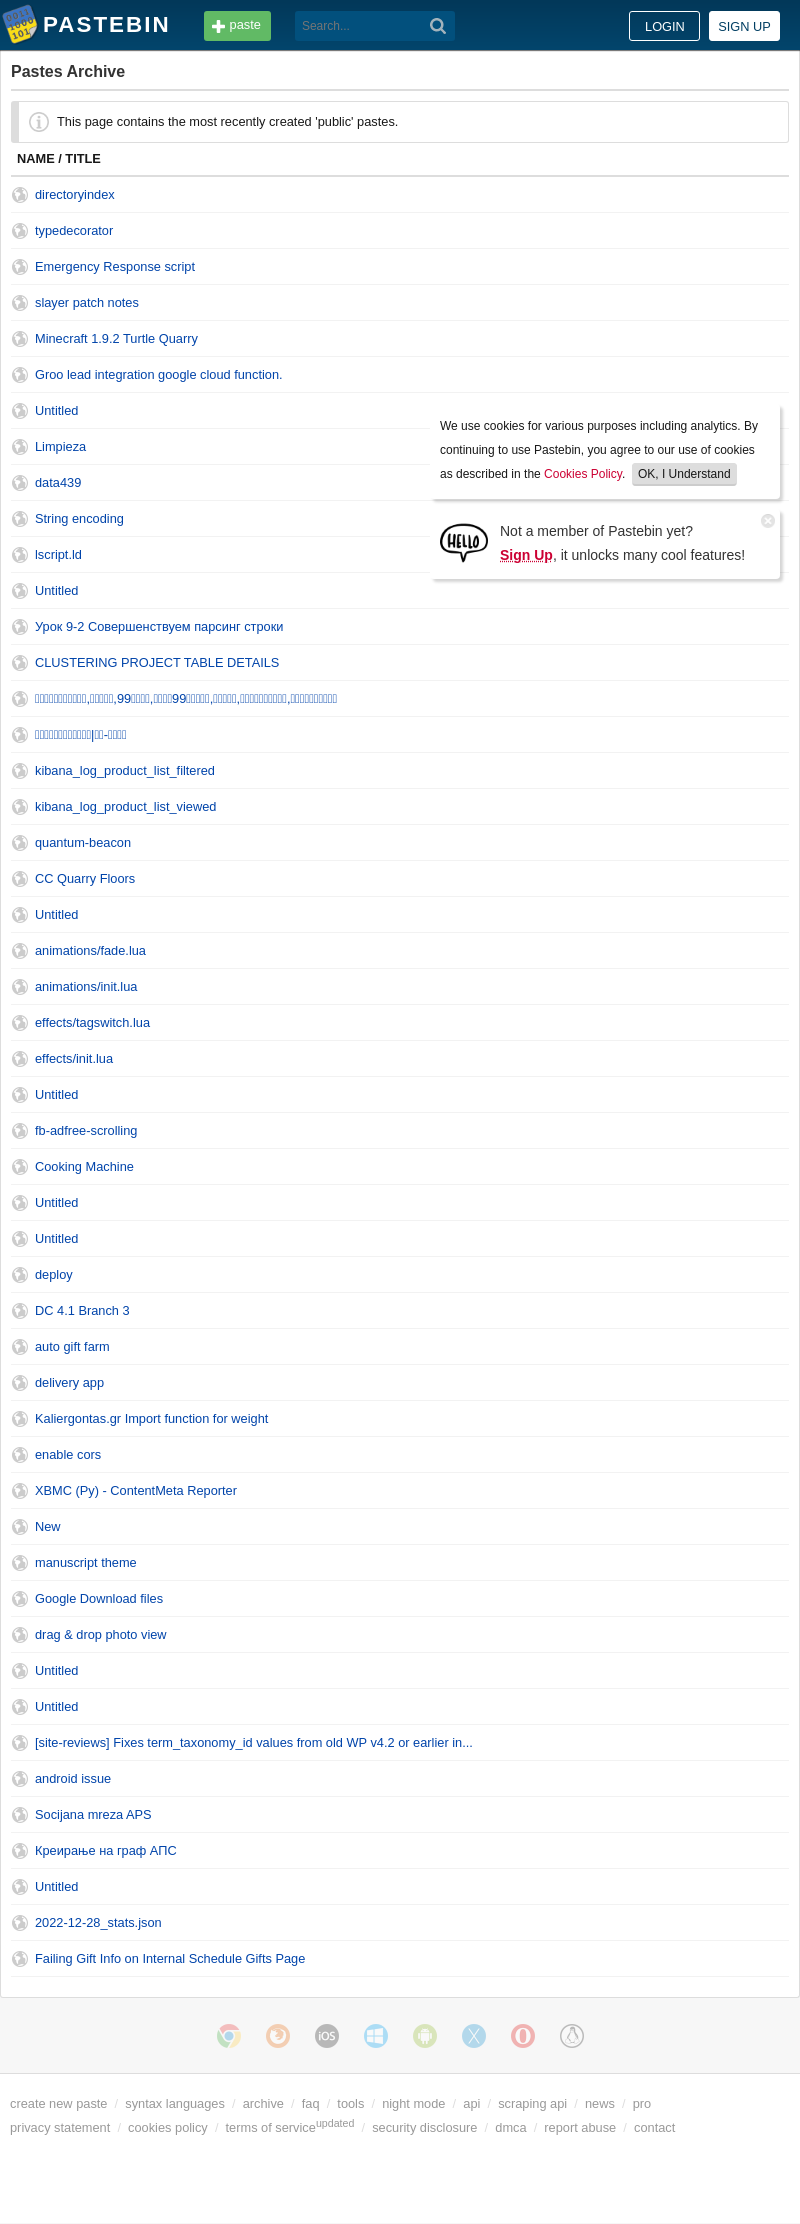 PASTEBIN
paste
Search...
LOGIN
SIGN UP
Pastes Archive
This page contains the most recently created 'public' pastes.
NAME / TITLE
directoryindex
typedecorator
Emergency Response script
slayer patch notes
Minecraft 1.9.2 Turtle Quarry
Groo lead integration google cloud function.
Untitled
Limpieza
data439
String encoding
lscript.ld
Untitled
We use cookies for various purposes including analytics. By
continuing to use Pastebin, you agree to our use of cookies
as described in the Cookies Policy. OK, I Understand
Not a member of Pastebin yet?
Sign Up, it unlocks many cool features!
Урок 9-2 Совершенствуем парсинг строки
CLUSTERING PROJECT TABLE DETAILS
kibana_log_product_list_filtered
kibana_log_product_list_viewed
quantum-beacon
CC Quarry Floors
Untitled
animations/fade.lua
animations/init.lua
effects/tagswitch.lua
effects/init.lua
Untitled
fb-adfree-scrolling
Cooking Machine
Untitled
Untitled
deploy
DC 4.1 Branch 3
auto gift farm
delivery app
Kaliergontas.gr Import function for weight
enable cors
XBMC (Py) - ContentMeta Reporter
New
manuscript theme
Google Download files
drag & drop photo view
Untitled
Untitled
[site-reviews] Fixes term_taxonomy_id values from old WP v4.2 or earlier in...
android issue
Socijana mreza APS
Креирање на граф АПС
Untitled
2022-12-28_stats.json
Failing Gift Info on Internal Schedule Gifts Page
create new paste / syntax languages / archive / faq / tools / night mode / api / scraping api / news / pro
privacy statement / cookies policy / terms of service updated / security disclosure / dmca / report abuse / contact